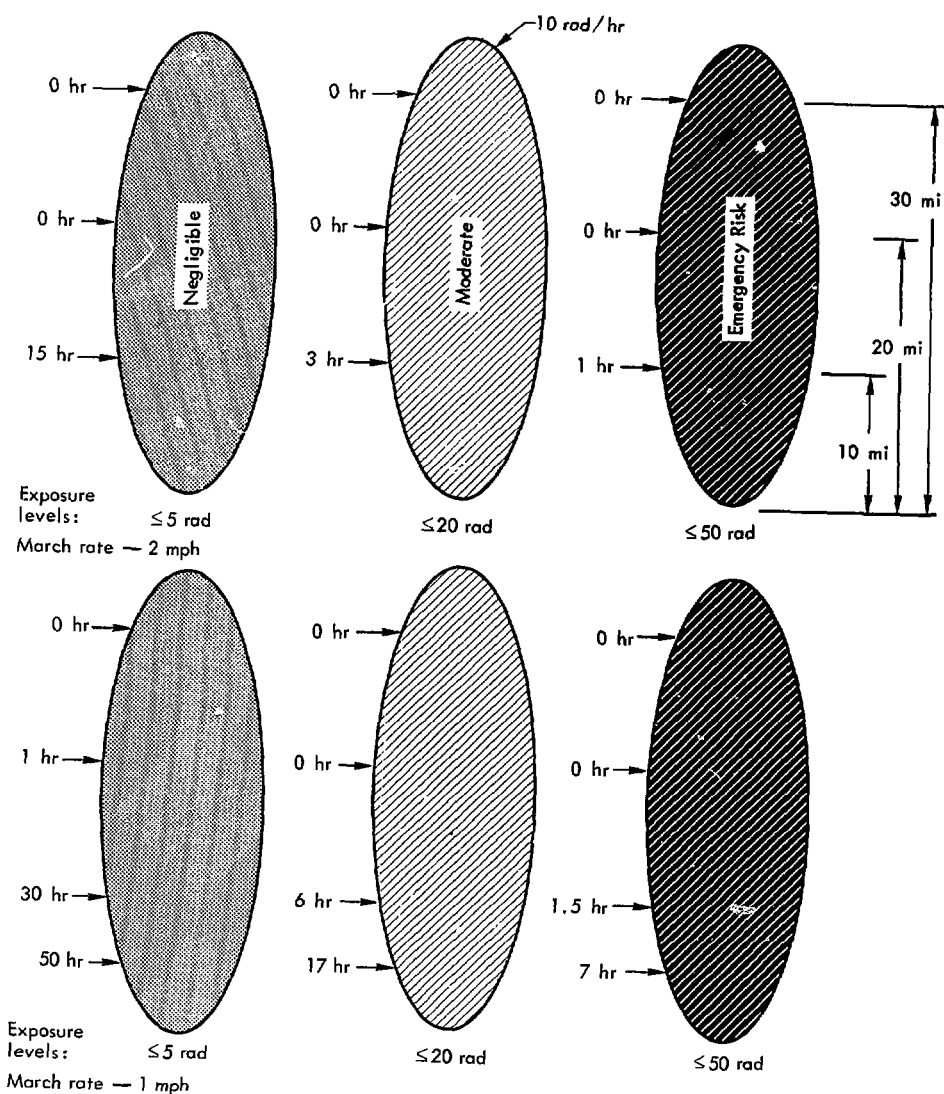 10 rad/hr
0 hr
0 hr
0 hr
30 mi
0 hr
0 hr
0 hr
Negligible
Moderate
Emergency Risk
20 mi
15 hr
3 hr
1 hr
10 mi
Exposure
levels:
≤5 rad
≤20 rad
≤50 rad
March rate — 2 mph
0 hr
0 hr
0 hr
1 hr
0 hr
0 hr
30 hr
6 hr
1.5 hr
50 hr
17 hr
7 hr
Exposure
levels:
≤5 rad
≤20 rad
≤50 rad
March rate — 1 mph